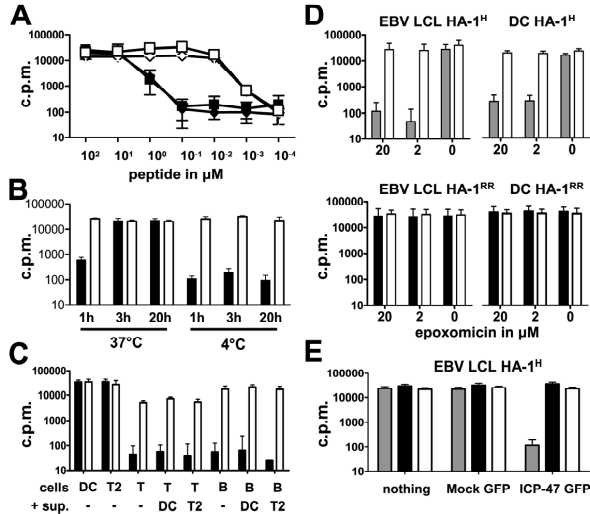 A
c.p.m.
100000
10000
1000
100
10
10² 10¹ 10⁰ 10⁻¹ 10⁻² 10⁻³ 10⁻⁴
peptide in µM
B
c.p.m.
100000
10000
1000
100
10
1h 3h 20h 1h 3h 20h
37°C 4°C
C
c.p.m.
100000
10000
1000
100
10
cells DC T2 T T T B B B
+ sup. - - - DC T2 - DC T2
D
EBV LCL HA-1ᴴ DC HA-1ᴴ
c.p.m.
100000
10000
1000
100
10
20 2 0 20 2 0
EBV LCL HA-1ᴿᴿ DC HA-1ᴿᴿ
c.p.m.
100000
10000
1000
100
10
20 2 0 20 2 0
epoxomicin in µM
E
EBV LCL HA-1ᴴ
c.p.m.
100000
10000
1000
100
10
nothing Mock GFP ICP-47 GFP